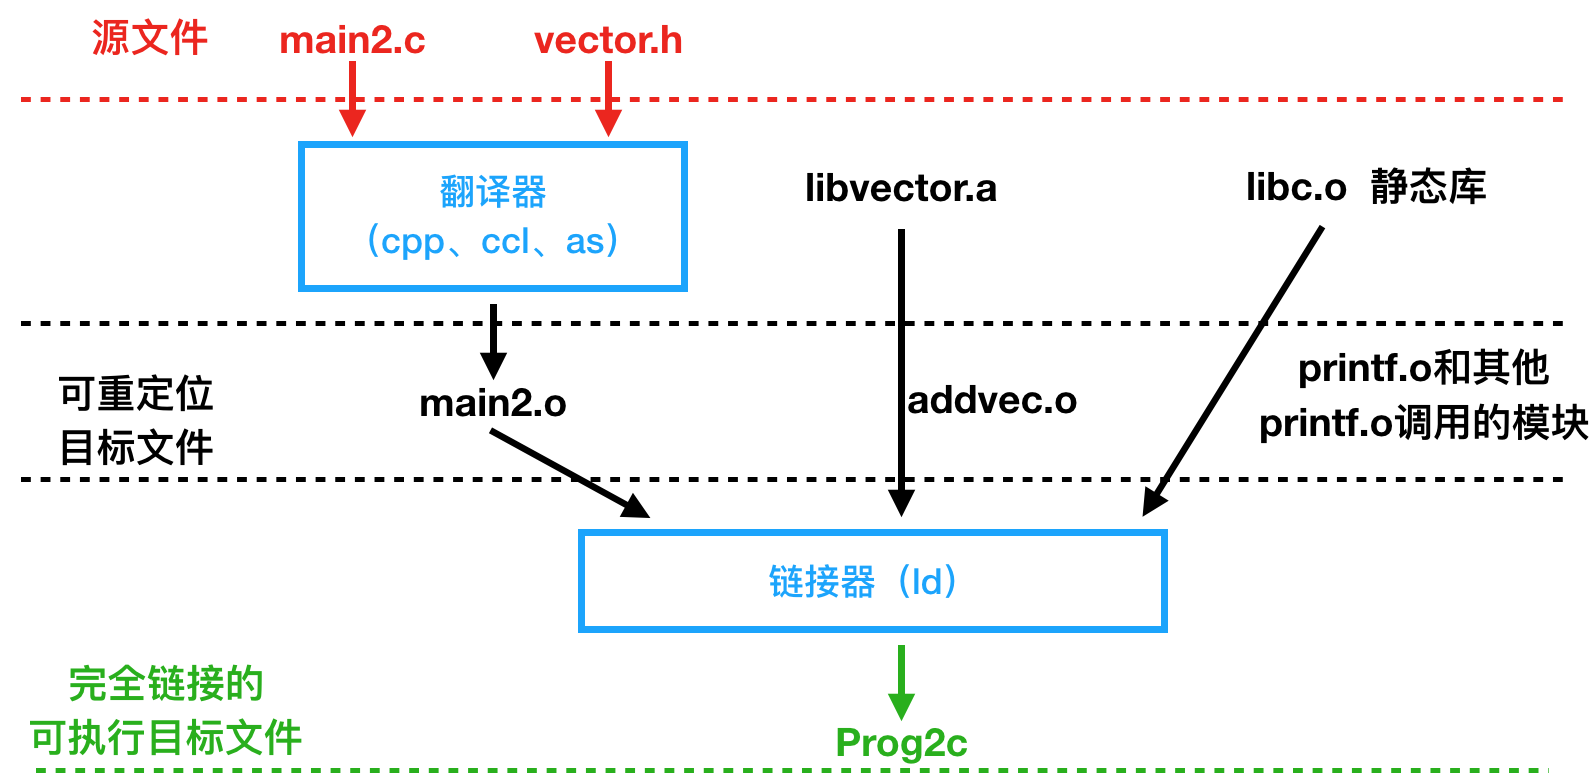 源文件 main2.c vector.h
翻译器
（cpp、ccl、as）
libvector.a
libc.o 静态库
可重定位
目标文件
main2.o
addvec.o
printf.o和其他
printf.o调用的模块
链接器（ld）
完全链接的
可执行目标文件
Prog2c